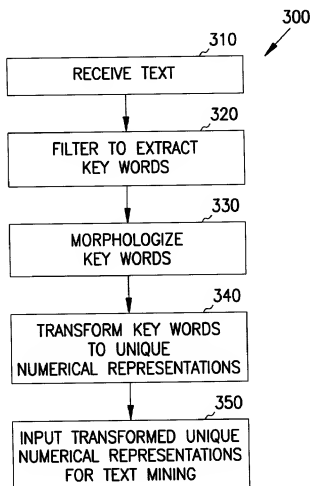 300
310
RECEIVE TEXT
320
FILTER TO EXTRACT
KEY WORDS
330
MORPHOLOGIZE
KEY WORDS
340
TRANSFORM KEY WORDS
TO UNIQUE
NUMERICAL REPRESENTATIONS
350
INPUT TRANSFORMED UNIQUE
NUMERICAL REPRESENTATIONS
FOR TEXT MINING